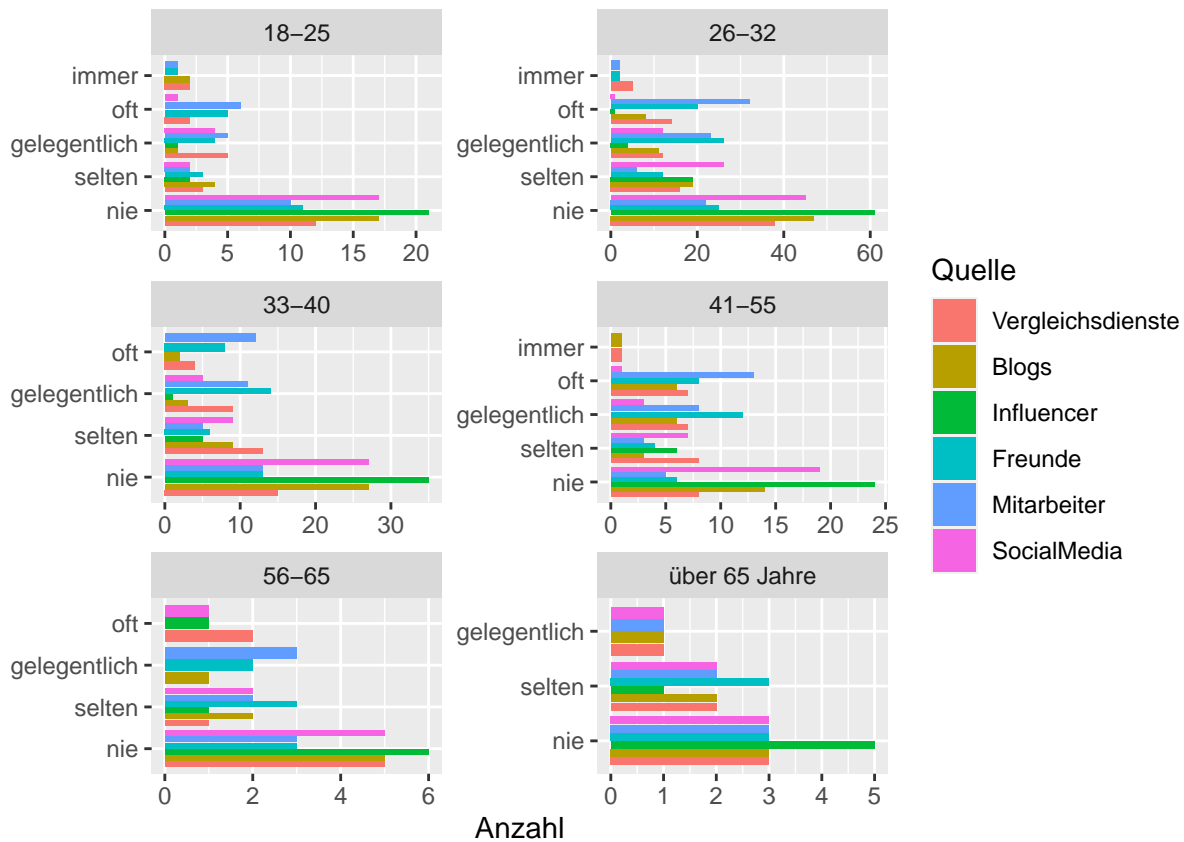 18−25
immer
oft
gelegentlich
selten
nie
0 5 10 15 20
26−32
immer
oft
gelegentlich
selten
nie
0 20 40 60
33−40
oft
gelegentlich
selten
nie
0 10 20 30
41−55
immer
oft
gelegentlich
selten
nie
0 5 10 15 20 25
56−65
oft
gelegentlich
selten
nie
0 2 4 6
über 65 Jahre
gelegentlich
selten
nie
0 1 2 3 4 5
Anzahl
Quelle
Vergleichsdienste
Blogs
Influencer
Freunde
Mitarbeiter
SocialMedia